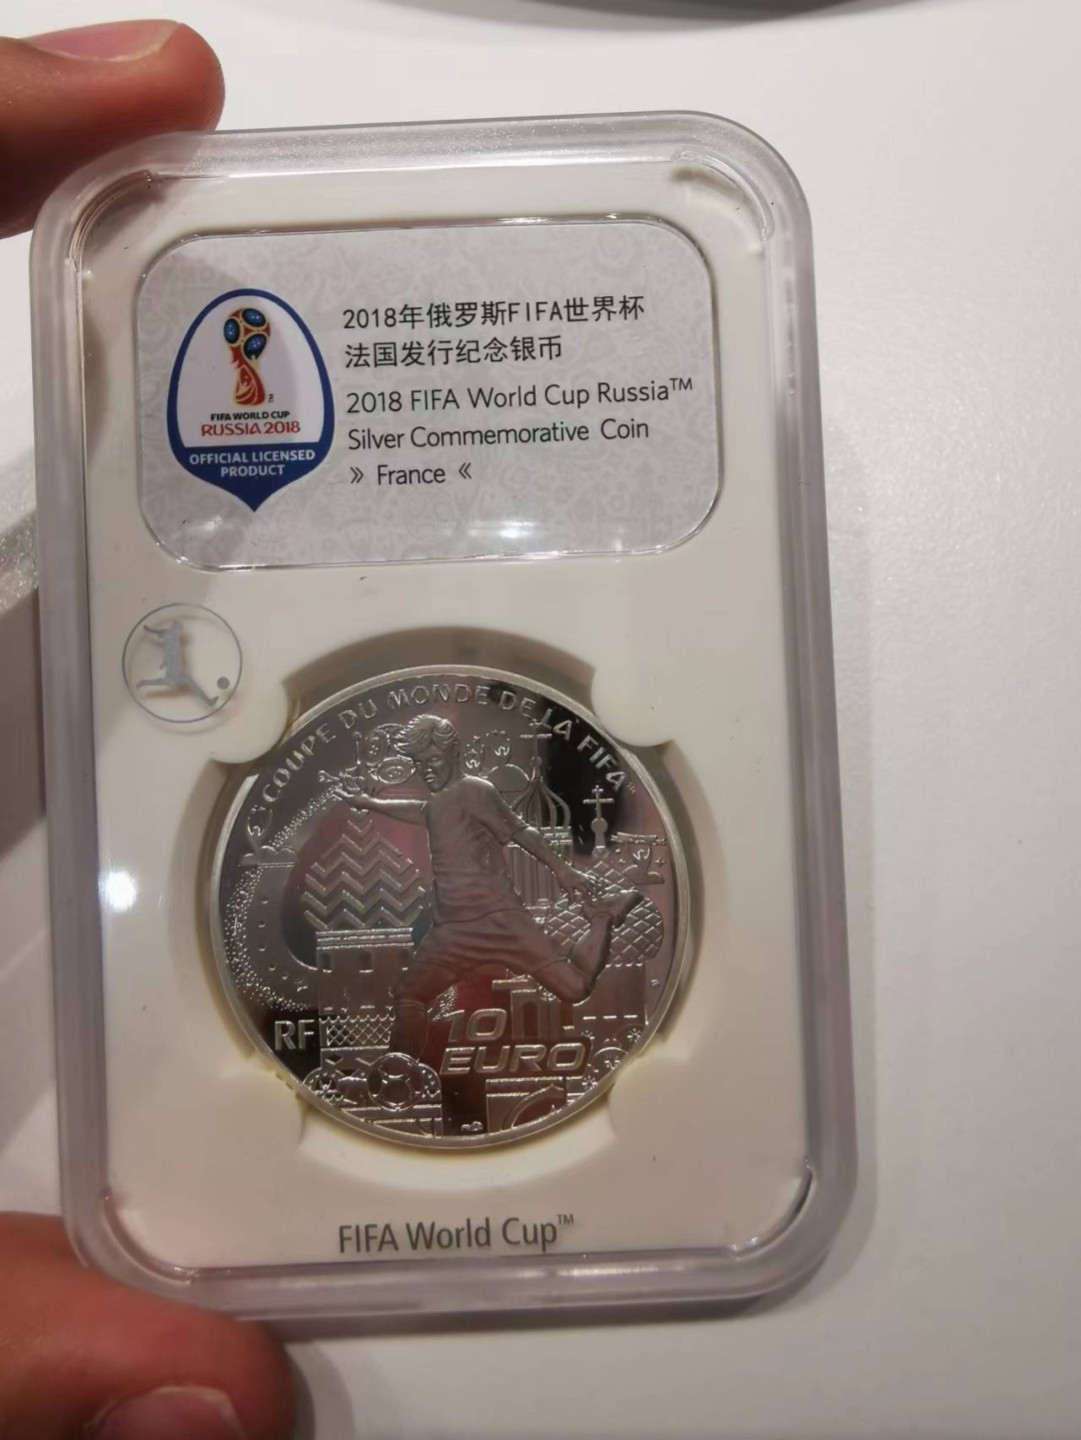 2018年俄罗斯FIFA世界杯
法国发行纪念银币
2018 FIFA World Cup Russia™
Silver Commemorative Coin
» France «
FIFA WORLD CUP
RUSSIA 2018
OFFICIAL LICENSED
PRODUCT
COUPE DU MONDE DE LA FIFA
RF
10
EURO
FIFA World Cup™